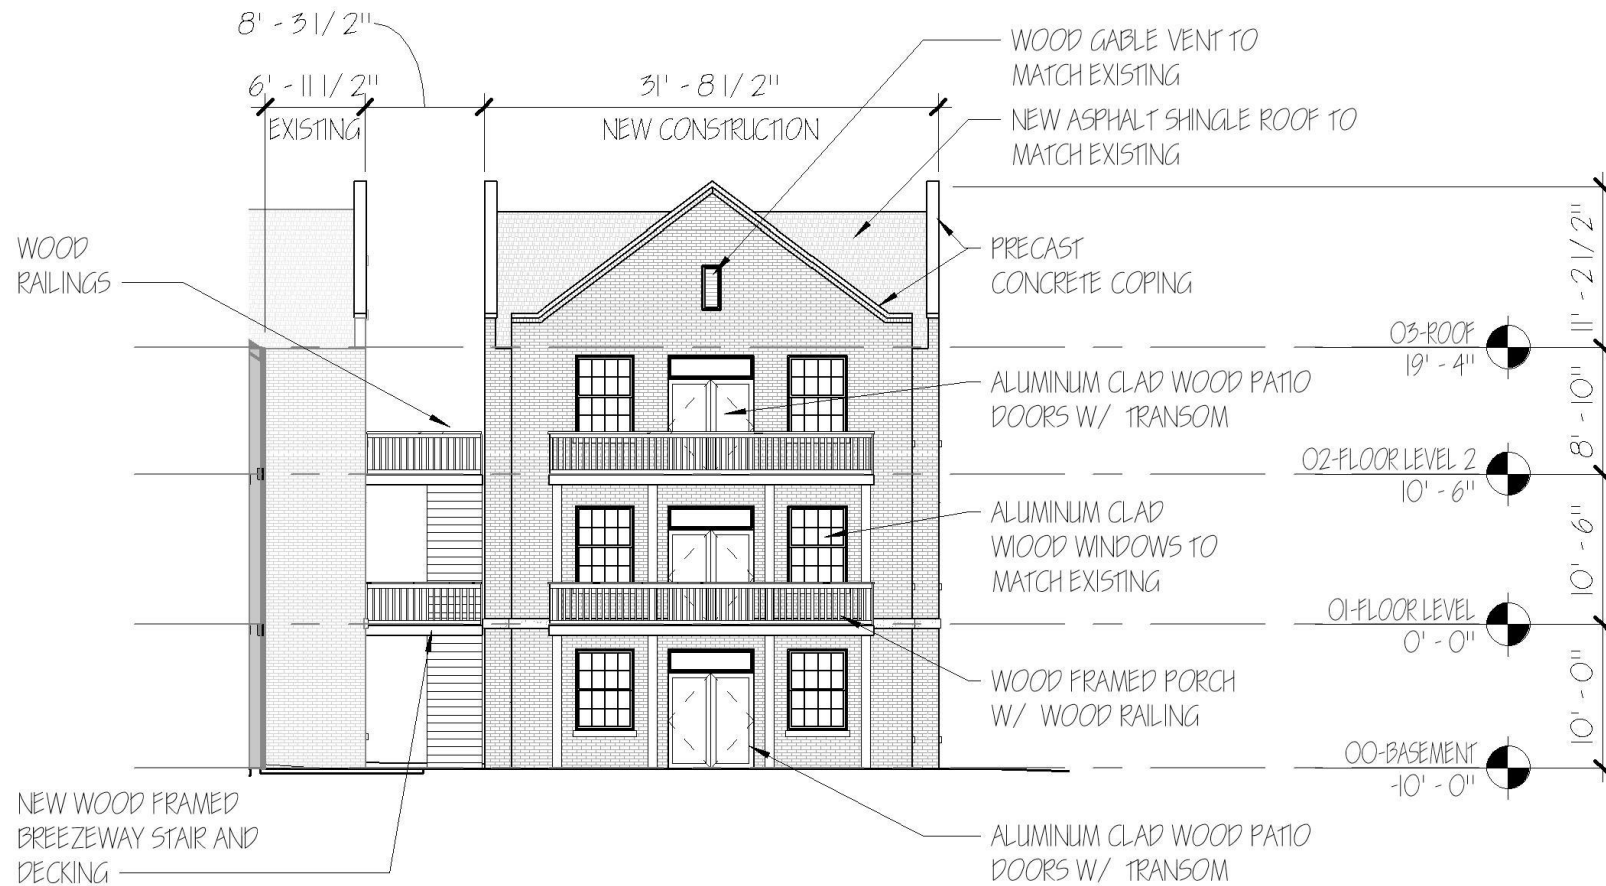 8' - 3 1/2"
6' - 11 1/2"
31' - 8 1/2"
EXISTING
NEW CONSTRUCTION
WOOD GABLE VENT TO
MATCH EXISTING
NEW ASPHALT SHINGLE ROOF TO
MATCH EXISTING
WOOD
RAILINGS
PRECAST
CONCRETE COPING
11' - 2 1/2"
03-ROOF
19' - 4"
ALUMINUM CLAD WOOD PATIO
DOORS W/ TRANSOM
8' - 10"
02-FLOOR LEVEL 2
10' - 6"
ALUMINUM CLAD
WIOOD WINDOWS TO
MATCH EXISTING
10' - 6"
01-FLOOR LEVEL
0' - 0"
WOOD FRAMED PORCH
W/ WOOD RAILING
10' - 0"
00-BASEMENT
-10' - 0"
NEW WOOD FRAMED
BREEZEWAY STAIR AND
DECKING
ALUMINUM CLAD WOOD PATIO
DOORS W/ TRANSOM